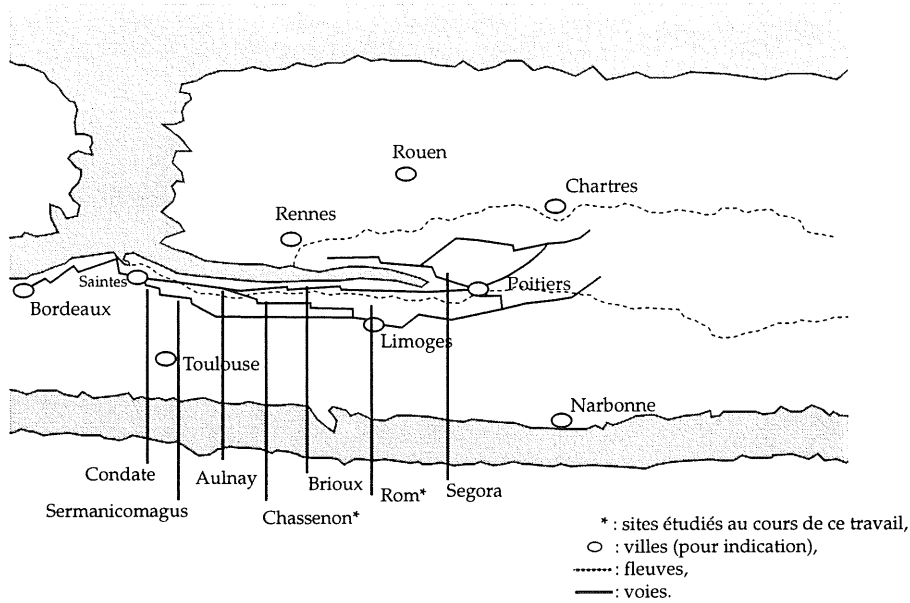 Rouen
Chartres
Rennes
Saintes
Poitiers
Bordeaux
Limoges
Toulouse
Narbonne
Condate
Aulnay
Brioux
Rom*
Segora
Sermanicomagus
Chassenon*
* : sites étudiés au cours de ce travail,
: villes (pour indication),
: fleuves,
: voies.